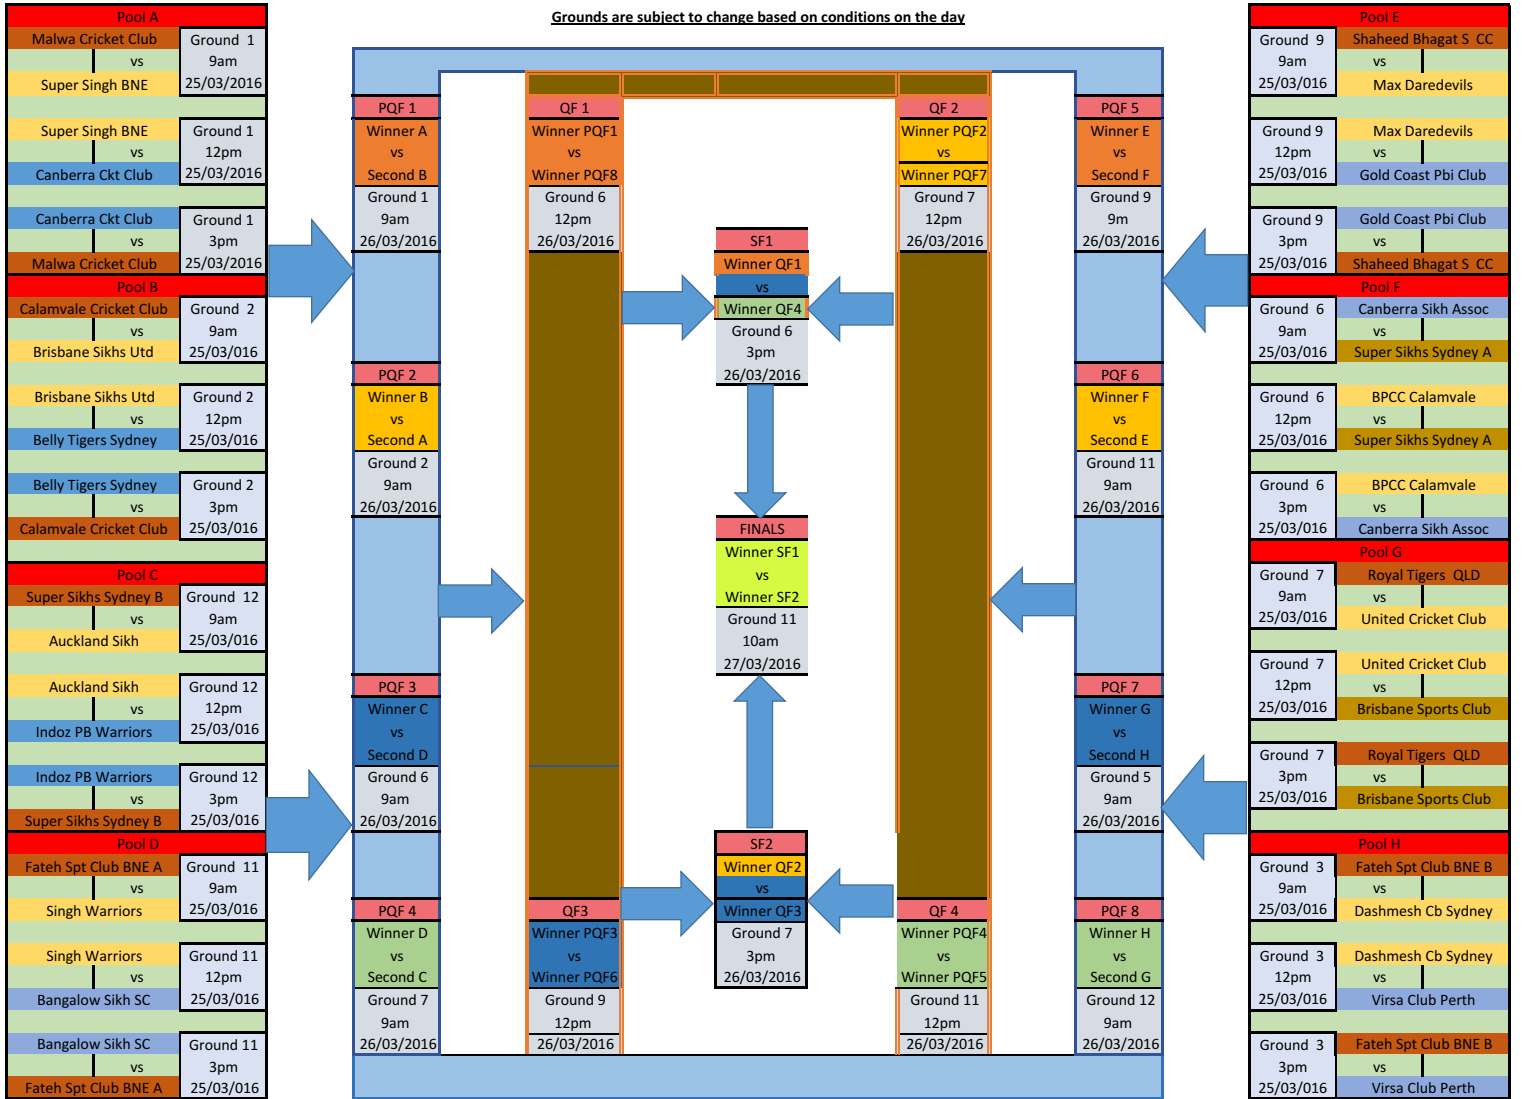 Grounds are subject to change based on conditions on the day
Pool A
Malwa Cricket Club
vs
Super Singh BNE
Ground 1
9am
25/03/2016
Super Singh BNE
vs
Canberra Ckt Club
Ground 1
12pm
25/03/2016
Canberra Ckt Club
vs
Malwa Cricket Club
Ground 1
3pm
25/03/2016
Pool B
Calamvale Cricket Club
vs
Brisbane Sikhs Utd
Ground 2
9am
25/03/016
Brisbane Sikhs Utd
vs
Belly Tigers Sydney
Ground 2
12pm
25/03/016
Belly Tigers Sydney
vs
Calamvale Cricket Club
Ground 2
3pm
25/03/016
Pool C
Super Sikhs Sydney B
vs
Auckland Sikh
Ground 12
9am
25/03/016
Auckland Sikh
vs
Indoz PB Warriors
Ground 12
12pm
25/03/016
Indoz PB Warriors
vs
Super Sikhs Sydney B
Ground 12
3pm
25/03/016
Pool D
Fateh Spt Club BNE A
vs
Singh Warriors
Ground 11
9am
25/03/016
Singh Warriors
vs
Bangalow Sikh SC
Ground 11
12pm
25/03/016
Bangalow Sikh SC
vs
Fateh Spt Club BNE A
Ground 11
3pm
25/03/016
PQF 1
Winner A
vs
Second B
Ground 1
9am
26/03/2016
PQF 2
Winner B
vs
Second A
Ground 2
9am
26/03/2016
PQF 3
Winner C
vs
Second D
Ground 6
9am
26/03/2016
PQF 4
Winner D
vs
Second C
Ground 7
9am
26/03/2016
QF 1
Winner PQF1
vs
Winner PQF8
Ground 6
12pm
26/03/2016
QF3
Winner PQF3
vs
Winner PQF6
Ground 9
12pm
26/03/2016
SF1
Winner QF1
vs
Winner QF4
Ground 6
3pm
26/03/2016
FINALS
Winner SF1
vs
Winner SF2
Ground 11
10am
27/03/2016
SF2
Winner QF2
vs
Winner QF3
Ground 7
3pm
26/03/2016
QF 2
Winner PQF2
vs
Winner PQF7
Ground 7
12pm
26/03/2016
QF 4
Winner PQF4
vs
Winner PQF5
Ground 11
12pm
26/03/2016
PQF 5
Winner E
vs
Second F
Ground 9
9m
26/03/2016
PQF 6
Winner F
vs
Second E
Ground 11
9am
26/03/2016
PQF 7
Winner G
vs
Second H
Ground 5
9am
26/03/2016
PQF 8
Winner H
vs
Second G
Ground 12
9am
26/03/2016
Pool E
Ground 9
9am
25/03/2016
Shaheed Bhagat S CC
vs
Max Daredevils
Ground 9
12pm
25/03/016
Max Daredevils
vs
Gold Coast Pbi Club
Ground 9
3pm
25/03/016
Gold Coast Pbi Club
vs
Shaheed Bhagat S CC
Pool F
Ground 6
9am
25/03/016
Canberra Sikh Assoc
vs
Super Sikhs Sydney A
Ground 6
12pm
25/03/016
BPCC Calamvale
vs
Super Sikhs Sydney A
Ground 6
3pm
25/03/016
BPCC Calamvale
vs
Canberra Sikh Assoc
Pool G
Ground 7
9am
25/03/016
Royal Tigers QLD
vs
United Cricket Club
Ground 7
12pm
25/03/016
United Cricket Club
vs
Brisbane Sports Club
Ground 7
3pm
25/03/016
Royal Tigers QLD
vs
Brisbane Sports Club
Pool H
Ground 3
9am
25/03/016
Fateh Spt Club BNE B
vs
Dashmesh Cb Sydney
Ground 3
12pm
25/03/016
Dashmesh Cb Sydney
vs
Virsa Club Perth
Ground 3
3pm
25/03/016
Fateh Spt Club BNE B
vs
Virsa Club Perth